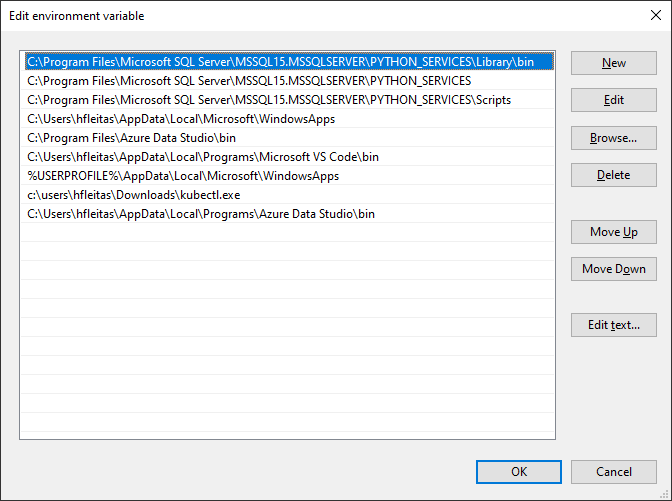 Edit environment variable
C:\Program Files\Microsoft SQL Server\MSSQL15.MSSQLSERVER\PYTHON_SERVICES\Library\bin
C:\Program Files\Microsoft SQL Server\MSSQL15.MSSQLSERVER\PYTHON_SERVICES
C:\Program Files\Microsoft SQL Server\MSSQL15.MSSQLSERVER\PYTHON_SERVICES\Scripts
C:\Users\hfleitas\AppData\Local\Microsoft\WindowsApps
C:\Program Files\Azure Data Studio\bin
C:\Users\hfleitas\AppData\Local\Programs\Microsoft VS Code\bin
%USERPROFILE%\AppData\Local\Microsoft\WindowsApps
c:\users\hfleitas\Downloads\kubectl.exe
C:\Users\hfleitas\AppData\Local\Programs\Azure Data Studio\bin
New
Edit
Browse...
Delete
Move Up
Move Down
Edit text...
OK
Cancel